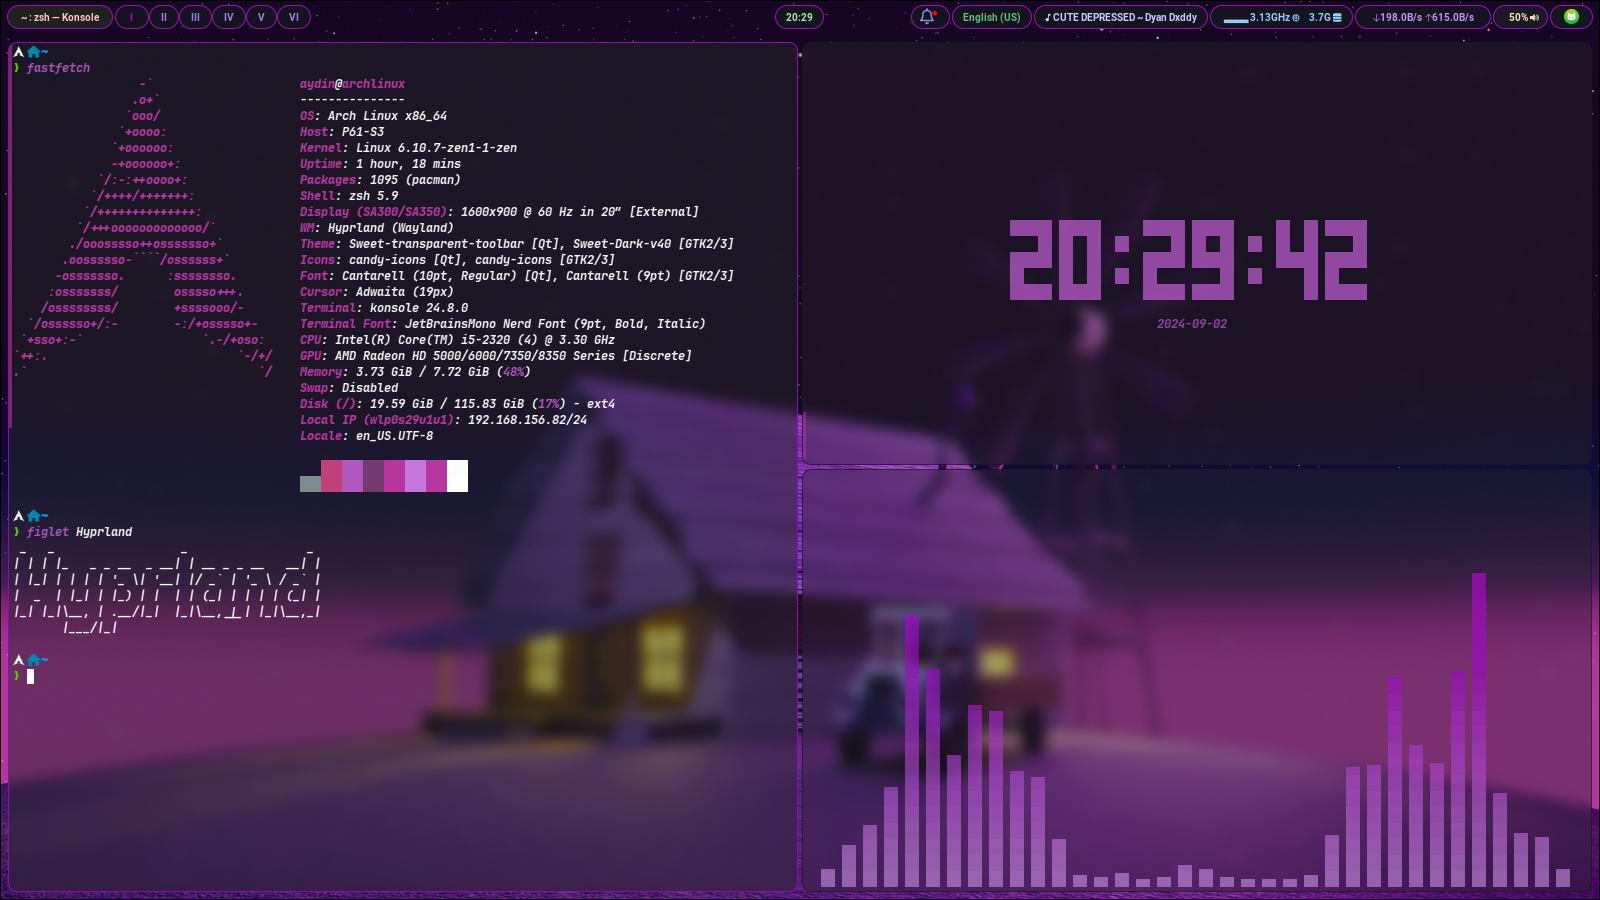 ~ : zsh — Konsole
I II III IV V VI
20:29
English (US)
♪ CUTE DEPRESSED ~ Dyan Dxddy
3.13GHz 3.7G
↓198.0B/s ↑615.0B/s
50%
~
❯ fastfetch
aydin@archlinux
---------------
OS: Arch Linux x86_64
Host: P61-S3
Kernel: Linux 6.10.7-zen1-1-zen
Uptime: 1 hour, 18 mins
Packages: 1095 (pacman)
Shell: zsh 5.9
Display (SA300/SA350): 1600x900 @ 60 Hz in 20″ [External]
WM: Hyprland (Wayland)
Theme: Sweet-transparent-toolbar [Qt], Sweet-Dark-v40 [GTK2/3]
Icons: candy-icons [Qt], candy-icons [GTK2/3]
Font: Cantarell (10pt, Regular) [Qt], Cantarell (9pt) [GTK2/3]
Cursor: Adwaita (19px)
Terminal: konsole 24.8.0
Terminal Font: JetBrainsMono Nerd Font (9pt, Bold, Italic)
CPU: Intel(R) Core(TM) i5-2320 (4) @ 3.30 GHz
GPU: AMD Radeon HD 5000/6000/7350/8350 Series [Discrete]
Memory: 3.73 GiB / 7.72 GiB (48%)
Swap: Disabled
Disk (/): 19.59 GiB / 115.83 GiB (17%) - ext4
Local IP (wlp0s29u1u1): 192.168.156.82/24
Locale: en_US.UTF-8
~
❯ figlet Hyprland
Hyprland
~
❯
20:29:42
2024-09-02